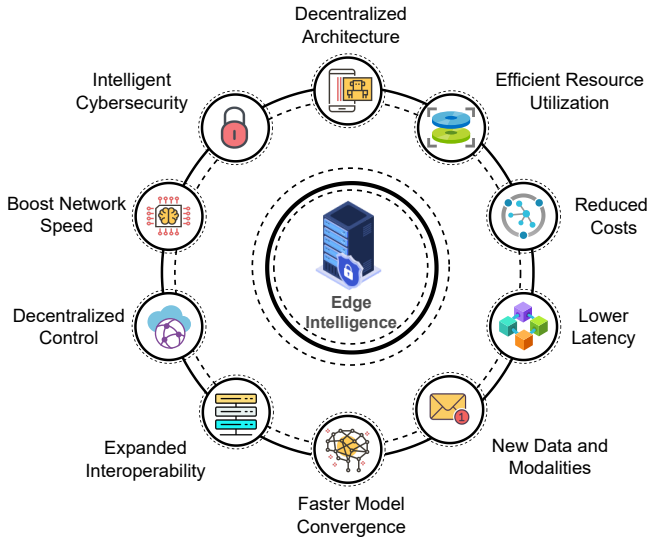 Decentralized
Architecture
Intelligent
Cybersecurity
Efficient Resource
Utilization
Boost Network
Speed
Reduced
Costs
Edge
Intelligence
Decentralized
Control
Lower
Latency
1
Expanded
Interoperability
New Data and
Modalities
Faster Model
Convergence